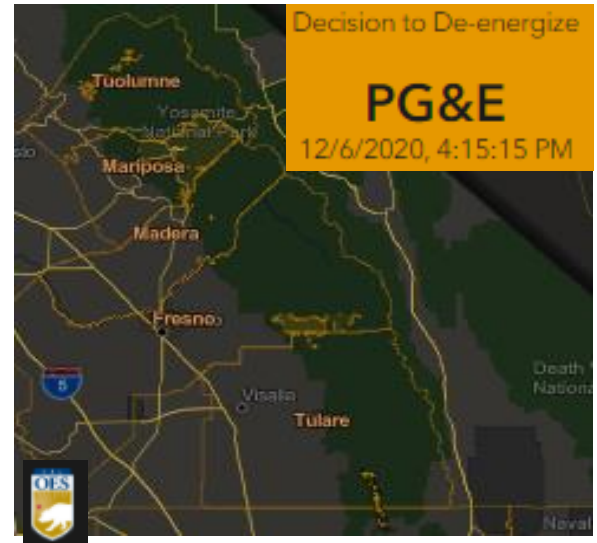 Decision to De-energize
PG&E
12/6/2020, 4:15:15 PM
Tuolumne
Yosemite
National Park
Mariposa
Madera
Fresno
5
Visalia
Tulare
Death
Nationa
Naval
OES